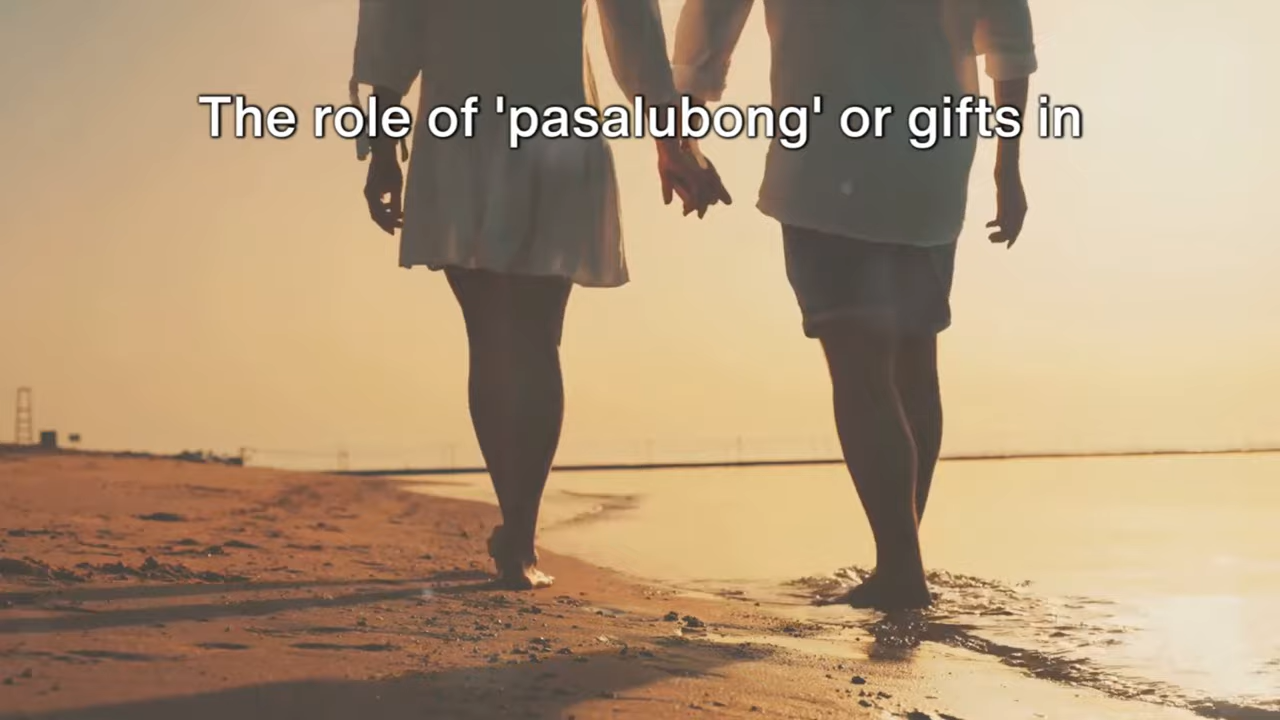 The role of 'pasalubong' or gifts in